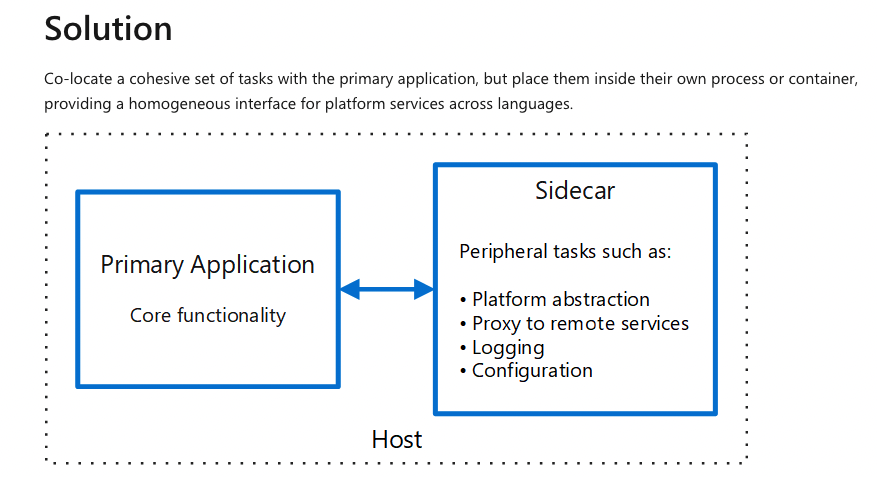 Solution
Co-locate a cohesive set of tasks with the primary application, but place them inside their own process or container,
providing a homogeneous interface for platform services across languages.
Primary Application
Core functionality
Sidecar
Peripheral tasks such as:
• Platform abstraction
• Proxy to remote services
• Logging
• Configuration
Host